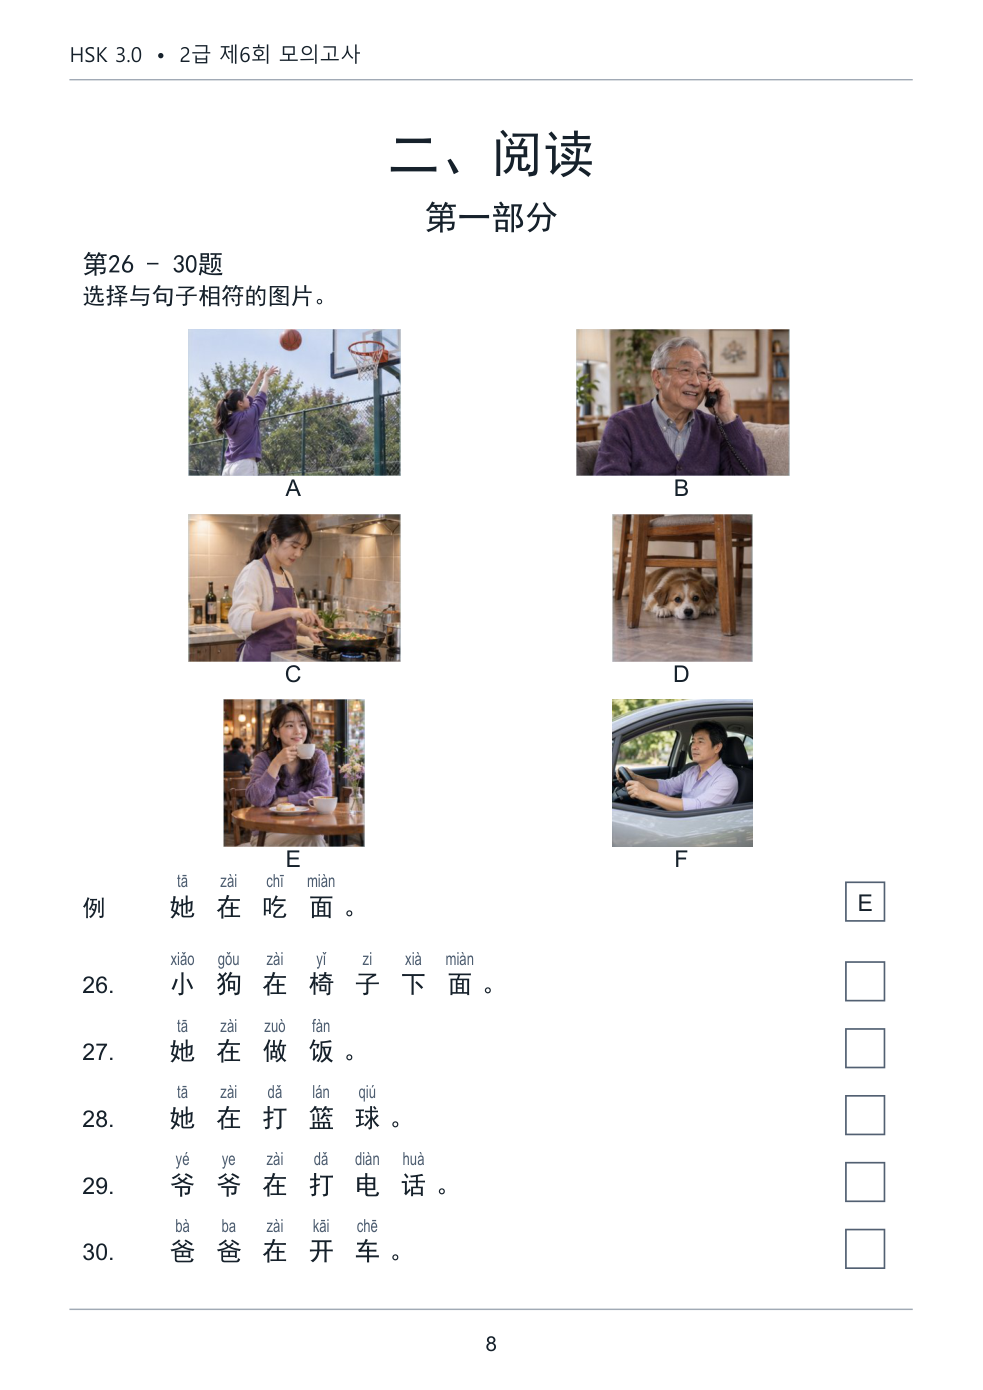 HSK 3.0 • 2급 제6회 모의고사
二、阅读
第一部分
第26 – 30题
选择与句子相符的图片。
A
B
C
D
E
F
tā zài chī miàn
例 她 在 吃 面 。 E
xiǎo gǒu zài yǐ zi xià miàn
26. 小 狗 在 椅 子 下 面 。
tā zài zuò fàn
27. 她 在 做 饭 。
tā zài dǎ lán qiú
28. 她 在 打 篮 球 。
yé ye zài dǎ diàn huà
29. 爷 爷 在 打 电 话 。
bà ba zài kāi chē
30. 爸 爸 在 开 车 。
8